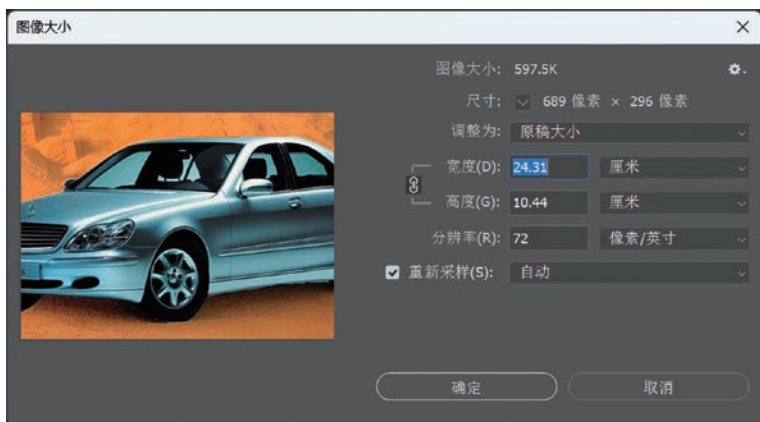 图像大小
图像大小: 597.5K
尺寸: 689 像素 × 296 像素
调整为: 原稿大小
宽度(D): 24.31 厘米
高度(G): 10.44 厘米
分辨率(R): 72 像素/英寸
重新采样(S): 自动
确定 取消